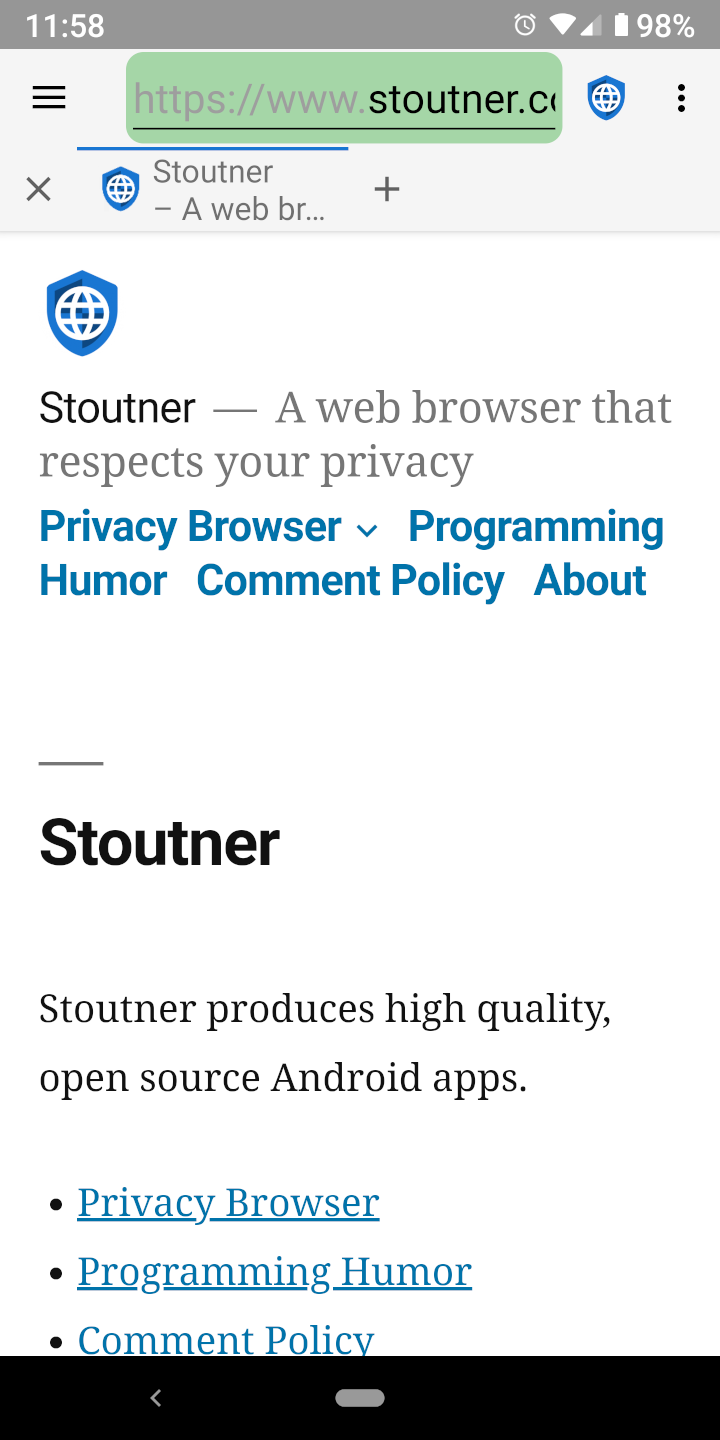 11:58 98%
https://www.stoutner.co
Stoutner
– A web br...
Stoutner — A web browser that
respects your privacy
Privacy Browser Programming
Humor Comment Policy About
Stoutner
Stoutner produces high quality,
open source Android apps.
• Privacy Browser
• Programming Humor
• Comment Policy